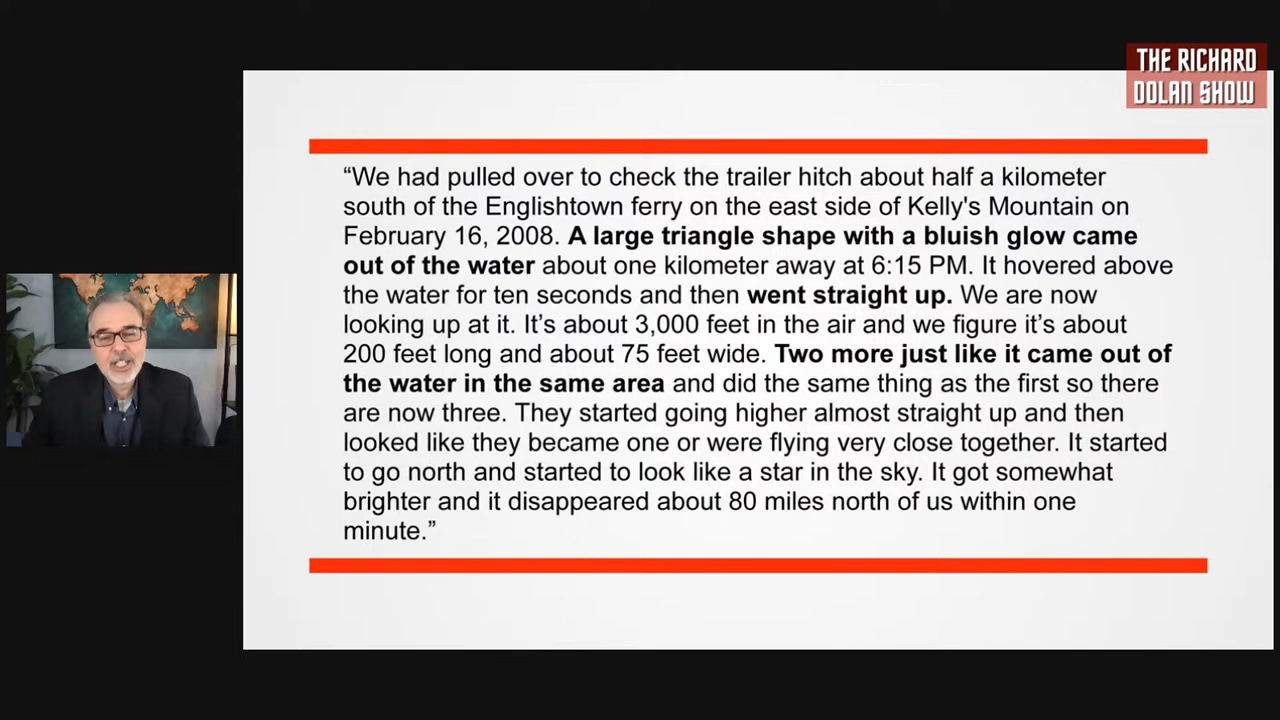 THE RICHARD
DOLAN SHOW
“We had pulled over to check the trailer hitch about half a kilometer
south of the Englishtown ferry on the east side of Kelly's Mountain on
February 16, 2008. A large triangle shape with a bluish glow came
out of the water about one kilometer away at 6:15 PM. It hovered above
the water for ten seconds and then went straight up. We are now
looking up at it. It’s about 3,000 feet in the air and we figure it’s about
200 feet long and about 75 feet wide. Two more just like it came out of
the water in the same area and did the same thing as the first so there
are now three. They started going higher almost straight up and then
looked like they became one or were flying very close together. It started
to go north and started to look like a star in the sky. It got somewhat
brighter and it disappeared about 80 miles north of us within one
minute.”